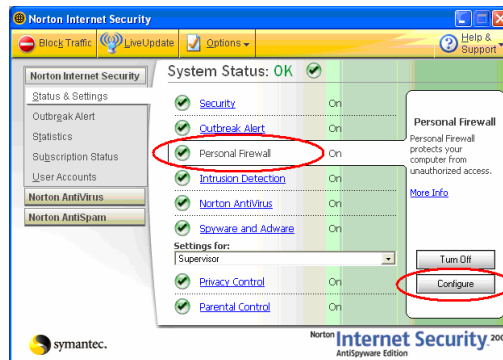 Norton Internet Security
Block Traffic
LiveUpdate
Options
Help & Support
Norton Internet Security
Status & Settings
Outbreak Alert
Statistics
Subscription Status
User Accounts
Norton AntiVirus
Norton AntiSpam
System Status: OK
Security On
Outbreak Alert On
Personal Firewall On
Intrusion Detection On
Norton AntiVirus On
Spyware and Adware On
Settings for:
Supervisor
Privacy Control On
Parental Control On
Personal Firewall
Personal Firewall
protects your
computer from
unauthorized access.
More Info
Turn Off
Configure
symantec.
Norton Internet Security
AntiSpyware Edition